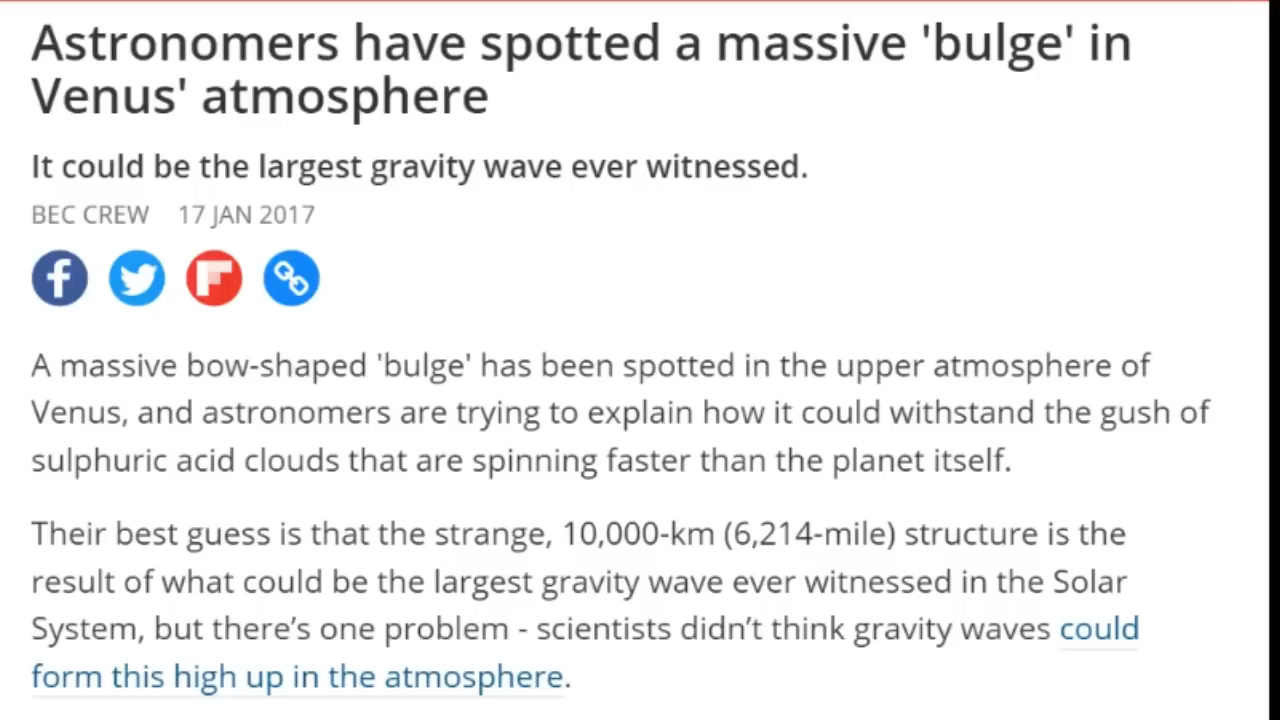 Astronomers have spotted a massive 'bulge' in
Venus' atmosphere
It could be the largest gravity wave ever witnessed.
BEC CREW 17 JAN 2017
A massive bow-shaped 'bulge' has been spotted in the upper atmosphere of
Venus, and astronomers are trying to explain how it could withstand the gush of
sulphuric acid clouds that are spinning faster than the planet itself.
Their best guess is that the strange, 10,000-km (6,214-mile) structure is the
result of what could be the largest gravity wave ever witnessed in the Solar
System, but there’s one problem - scientists didn’t think gravity waves could
form this high up in the atmosphere.